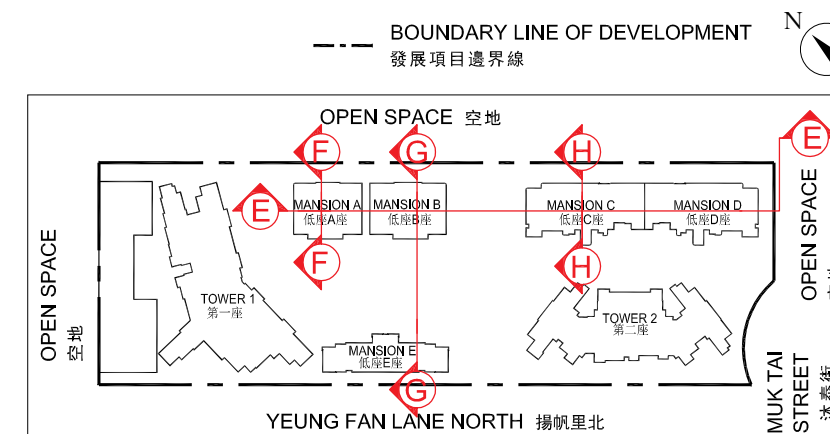 BOUNDARY LINE OF DEVELOPMENT
發展項目邊界線
N
OPEN SPACE 空地
E
F
G
H
MANSION A
低座A座
MANSION B
低座B座
MANSION C
低座C座
MANSION D
低座D座
E
F
H
OPEN SPACE
空地
OPEN SPACE
TOWER 1
第一座
TOWER 2
第二座
MANSION E
低座E座
G
MUK TAI
STREET
沐泰街
YEUNG FAN LANE NORTH 揚帆里北